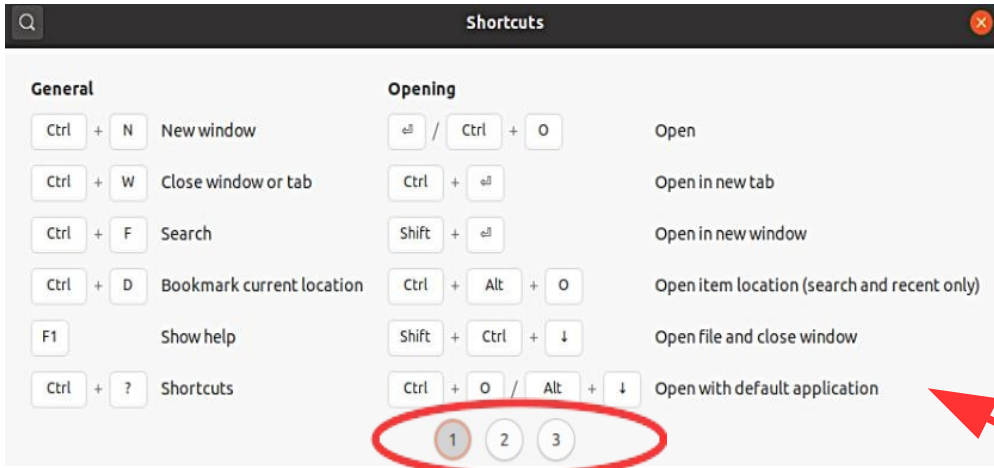 Shortcuts
General Opening
Ctrl + N New window ⏎ / Ctrl + O Open
Ctrl + W Close window or tab Ctrl + ⏎ Open in new tab
Ctrl + F Search Shift + ⏎ Open in new window
Ctrl + D Bookmark current location Ctrl + Alt + O Open item location (search and recent only)
F1 Show help Shift + Ctrl + ↓ Open file and close window
Ctrl + ? Shortcuts Ctrl + O / Alt + ↓ Open with default application
1 2 3